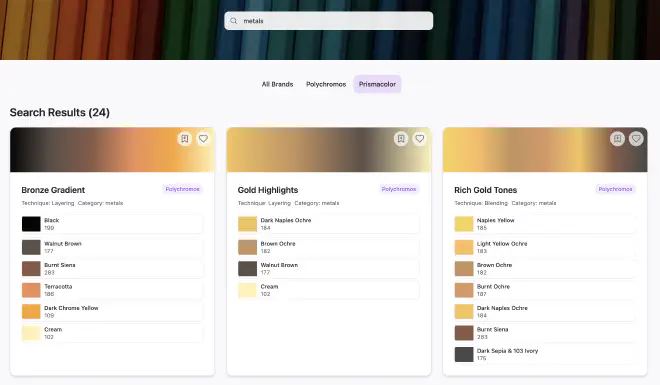 metals
All Brands Polychromos Prismacolor
Search Results (24)
Bronze Gradient
Polychromos
Technique: Layering Category: metals
Black
199
Walnut Brown
177
Burnt Siena
283
Terracotta
186
Dark Chrome Yellow
109
Cream
102
Gold Highlights
Polychromos
Technique: Layering Category: metals
Dark Naples Ochre
184
Brown Ochre
182
Walnut Brown
177
Cream
102
Rich Gold Tones
Polychromos
Technique: Blending Category: metals
Naples Yellow
185
Light Yellow Ochre
183
Brown Ochre
182
Burnt Ochre
187
Dark Naples Ochre
184
Burnt Siena
283
Dark Sepia & 103 Ivory
175